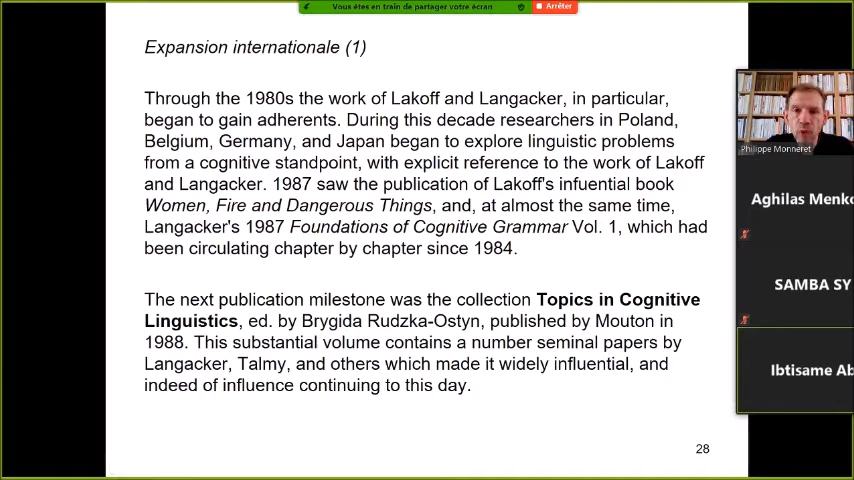 Vous êtes en train de partager votre écran
Arrêter
Expansion internationale (1)
Through the 1980s the work of Lakoff and Langacker, in particular,
began to gain adherents. During this decade researchers in Poland,
Belgium, Germany, and Japan began to explore linguistic problems
from a cognitive standpoint, with explicit reference to the work of Lakoff
and Langacker. 1987 saw the publication of Lakoff's infuential book
Women, Fire and Dangerous Things, and, at almost the same time,
Langacker's 1987 Foundations of Cognitive Grammar Vol. 1, which had
been circulating chapter by chapter since 1984.
The next publication milestone was the collection Topics in Cognitive
Linguistics, ed. by Brygida Rudzka-Ostyn, published by Mouton in
1988. This substantial volume contains a number seminal papers by
Langacker, Talmy, and others which made it widely influential, and
indeed of influence continuing to this day.
28
Philippe Monneret
Aghilas Menko
SAMBA SY
Ibtisame Ab